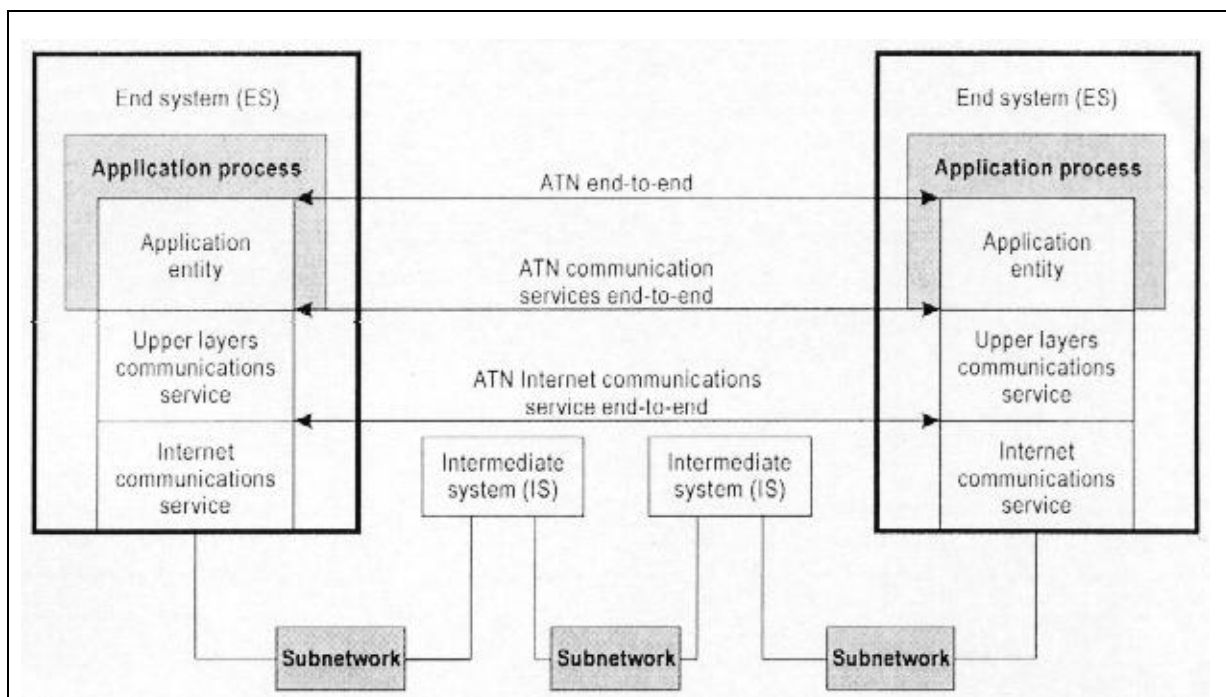 End system (ES)
Application process
Application
entity
Upper layers
communications
service
Internet
communications
service
ATN end-to-end
ATN communication
services end-to-end
ATN Internet communications
service end-to-end
Intermediate
system (IS)
Intermediate
system (IS)
End system (ES)
Application process
Application
entity
Upper layers
communications
service
Internet
communications
service
Subnetwork
Subnetwork
Subnetwork